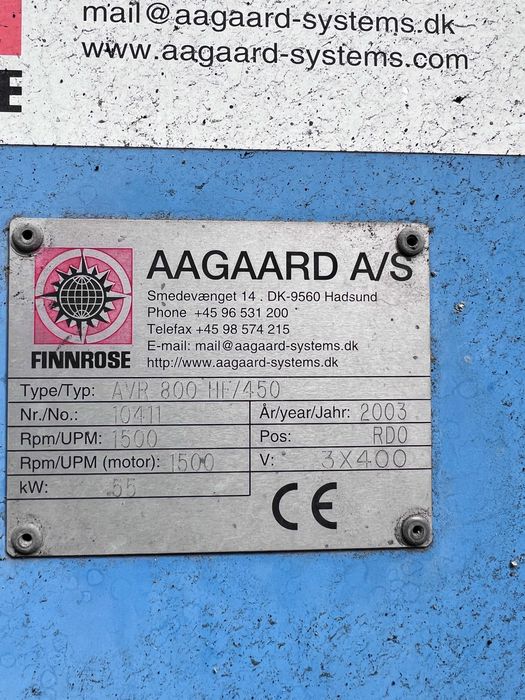 mail@aagaard-systems.dk
www.aagaard-systems.com
E
AAGAARD A/S
Smedevænget 14 . DK-9560 Hadsund
Phone +45 96 531 200
Telefax +45 98 574 215
E-mail: mail@aagaard-systems.dk
http://www.aagaard-systems.dk
FINNROSE
Type/Typ: AVR 800 HF/450
Nr./No.: 10411
År/year/Jahr: 2003
Rpm/UPM: 1500
Pos: RDO
Rpm/UPM (motor): 1500
V: 3X400
kW: 55
CE